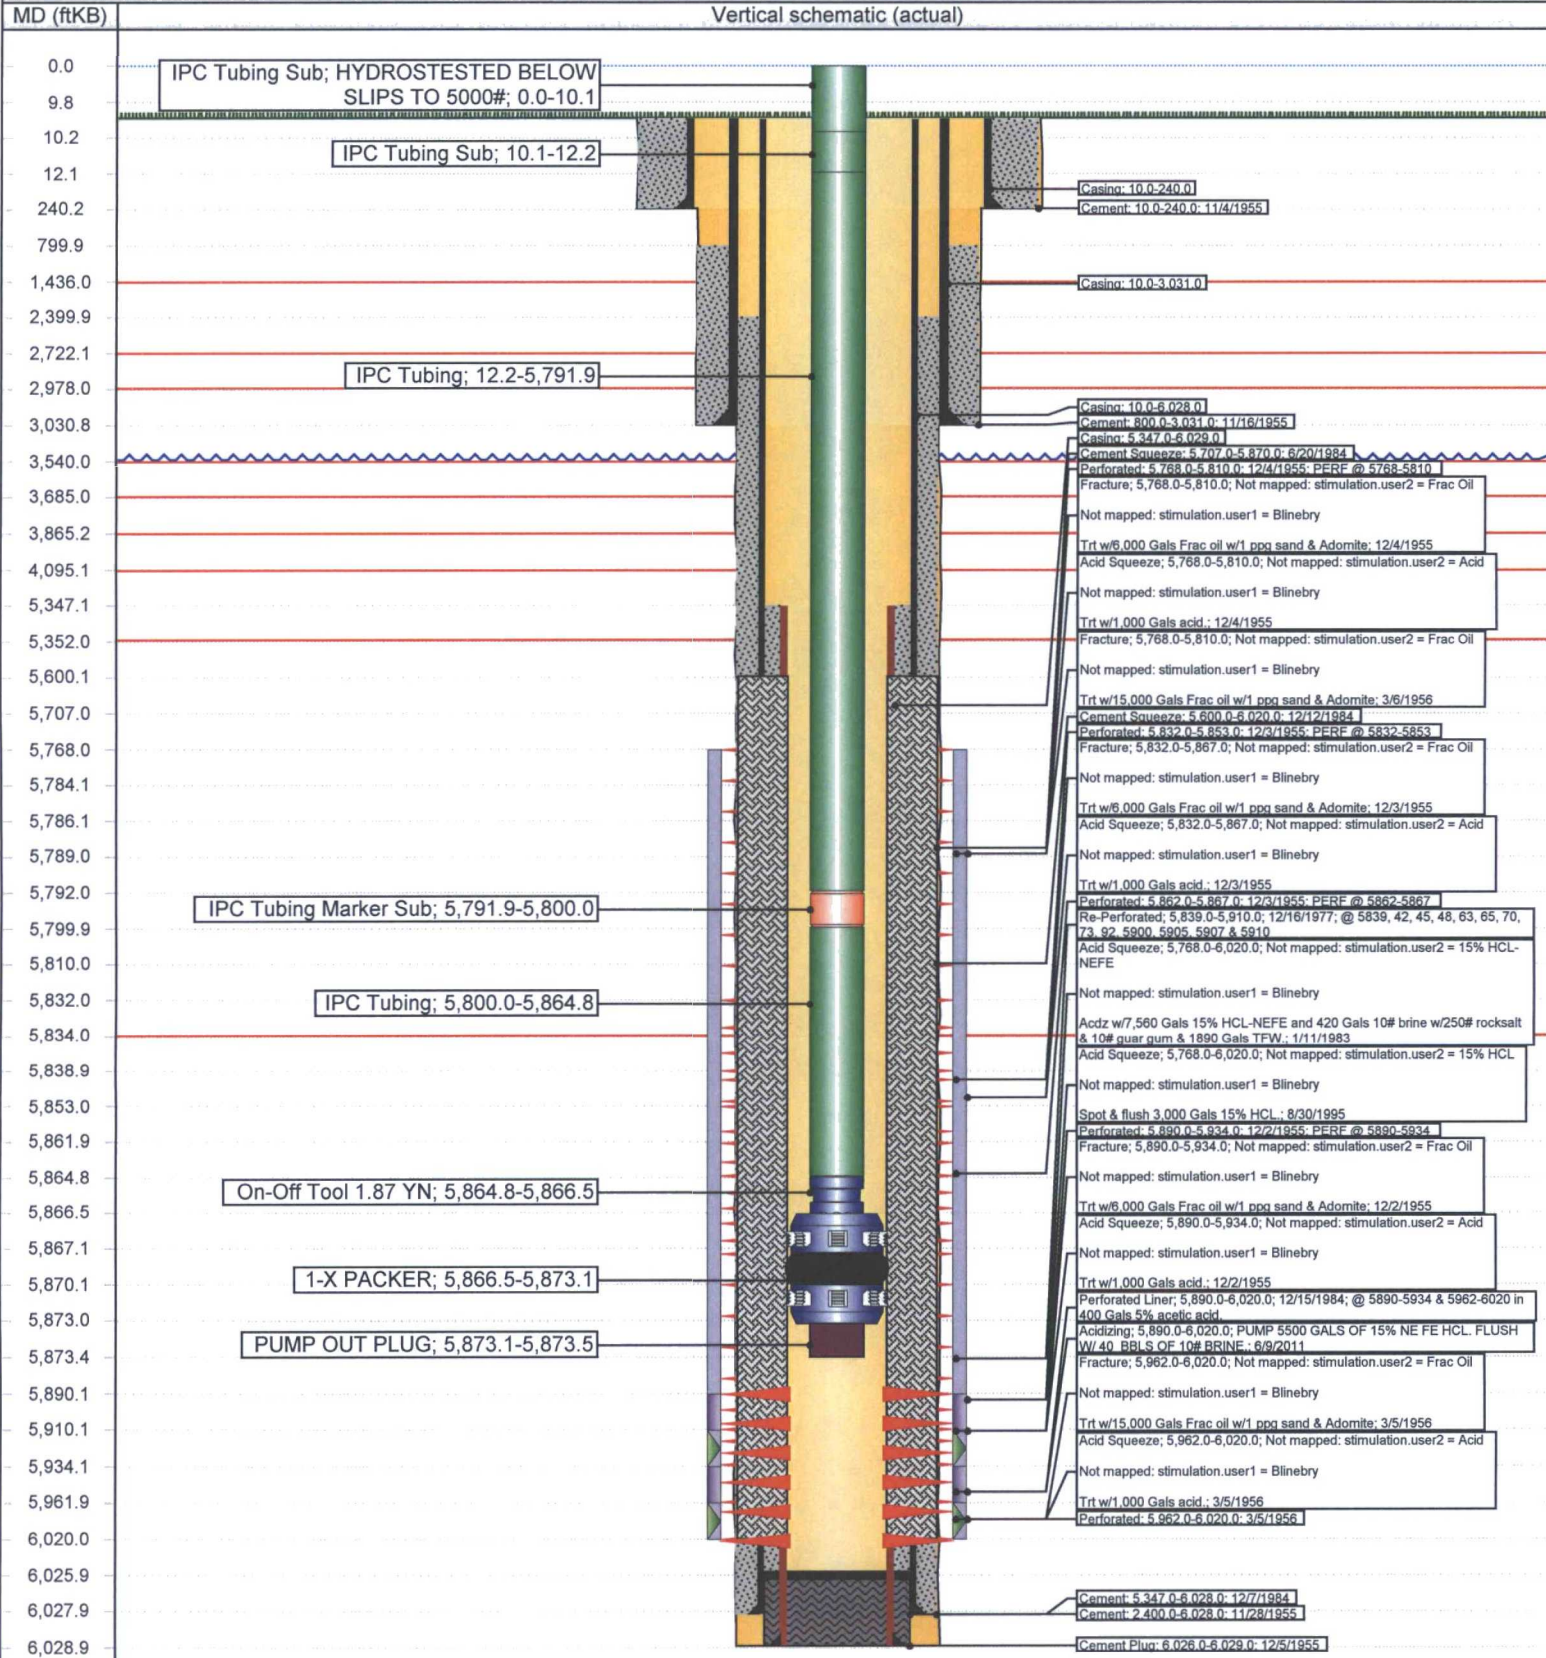 MD (ftKB)
Vertical schematic (actual)
0.0
9.8
10.2
12.1
240.2
799.9
1,436.0
2,399.9
2,722.1
2,978.0
3,030.8
3,540.0
3,685.0
3,865.2
4,095.1
5,347.1
5,352.0
5,600.1
5,707.0
5,768.0
5,784.1
5,786.1
5,789.0
5,792.0
5,799.9
5,810.0
5,832.0
5,834.0
5,838.9
5,853.0
5,861.9
5,864.8
5,866.5
5,867.1
5,870.1
5,873.0
5,873.4
5,890.1
5,910.1
5,934.1
5,961.9
6,020.0
6,025.9
6,027.9
6,028.9
IPC Tubing Sub; HYDROSTESTED BELOW
SLIPS TO 5000#; 0.0-10.1
IPC Tubing Sub; 10.1-12.2
IPC Tubing; 12.2-5,791.9
IPC Tubing Marker Sub; 5,791.9-5,800.0
IPC Tubing; 5,800.0-5,864.8
On-Off Tool 1.87 YN; 5,864.8-5,866.5
1-X PACKER; 5,866.5-5,873.1
PUMP OUT PLUG; 5,873.1-5,873.5
Casing; 10.0-240.0
Cement; 10.0-240.0; 11/4/1955
Casing; 10.0-3,031.0
Casing; 10.0-6,028.0
Cement; 800.0-3,031.0; 11/16/1955
Casing; 5,347.0-6,029.0
Cement Squeeze; 5,707.0-5,870.0; 6/20/1984
Perforated; 5,768.0-5,810.0; 12/4/1955; PERF @ 5768-5810
Fracture; 5,768.0-5,810.0; Not mapped: stimulation.user2 = Frac Oil
Not mapped: stimulation.user1 = Blinebry
Trt w/6,000 Gals Frac oil w/1 ppg sand & Adomite; 12/4/1955
Acid Squeeze; 5,768.0-5,810.0; Not mapped: stimulation.user2 = Acid
Not mapped: stimulation.user1 = Blinebry
Trt w/1,000 Gals acid.; 12/4/1955
Fracture; 5,768.0-5,810.0; Not mapped: stimulation.user2 = Frac Oil
Not mapped: stimulation.user1 = Blinebry
Trt w/15,000 Gals Frac oil w/1 ppg sand & Adomite; 3/6/1956
Cement Squeeze; 5,600.0-6,020.0; 12/12/1984
Perforated; 5,832.0-5,853.0; 12/3/1955; PERF @ 5832-5853
Fracture; 5,832.0-5,867.0; Not mapped: stimulation.user2 = Frac Oil
Not mapped: stimulation.user1 = Blinebry
Trt w/6,000 Gals Frac oil w/1 ppg sand & Adomite; 12/3/1955
Acid Squeeze; 5,832.0-5,867.0; Not mapped: stimulation.user2 = Acid
Not mapped: stimulation.user1 = Blinebry
Trt w/1,000 Gals acid.; 12/3/1955
Perforated; 5,862.0-5,867.0; 12/3/1955; PERF @ 5862-5867
Re-Perforated; 5,839.0-5,910.0; 12/16/1977; @ 5839, 42, 45, 48, 63, 65, 70,
73, 92, 5900, 5905, 5907 & 5910
Acid Squeeze; 5,768.0-6,020.0; Not mapped: stimulation.user2 = 15% HCL-
NEFE
Not mapped: stimulation.user1 = Blinebry
Acdz w/7,560 Gals 15% HCL-NEFE and 420 Gals 10# brine w/250# rocksalt
& 10# guar gum & 1890 Gals TFW.; 1/11/1983
Acid Squeeze; 5,768.0-6,020.0; Not mapped: stimulation.user2 = 15% HCL
Not mapped: stimulation.user1 = Blinebry
Spot & flush 3,000 Gals 15% HCL.; 8/30/1995
Perforated; 5,890.0-5,934.0; 12/2/1955; PERF @ 5890-5934
Fracture; 5,890.0-5,934.0; Not mapped: stimulation.user2 = Frac Oil
Not mapped: stimulation.user1 = Blinebry
Trt w/6,000 Gals Frac oil w/1 ppg sand & Adomite; 12/2/1955
Acid Squeeze; 5,890.0-5,934.0; Not mapped: stimulation.user2 = Acid
Not mapped: stimulation.user1 = Blinebry
Trt w/1,000 Gals acid.; 12/2/1955
Perforated Liner; 5,890.0-6,020.0; 12/15/1984; @ 5890-5934 & 5962-6020 in
400 Gals 5% acetic acid.
Acidizing; 5,890.0-6,020.0; PUMP 5500 GALS OF 15% NE FE HCL. FLUSH
W/ 40 BBLS OF 10# BRINE.; 6/9/2011
Fracture; 5,962.0-6,020.0; Not mapped: stimulation.user2 = Frac Oil
Not mapped: stimulation.user1 = Blinebry
Trt w/15,000 Gals Frac oil w/1 ppg sand & Adomite; 3/5/1956
Acid Squeeze; 5,962.0-6,020.0; Not mapped: stimulation.user2 = Acid
Not mapped: stimulation.user1 = Blinebry
Trt w/1,000 Gals acid.; 3/5/1956
Perforated; 5,962.0-6,020.0; 3/5/1956
Cement; 5,347.0-6,028.0; 12/7/1984
Cement; 2,400.0-6,028.0; 11/28/1955
Cement Plug; 6,026.0-6,029.0; 12/5/1955